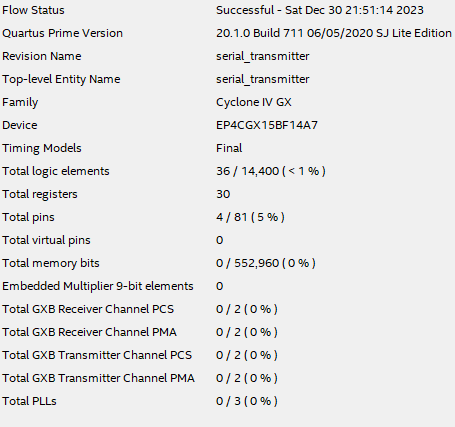 Flow Status Successful - Sat Dec 30 21:51:14 2023
Quartus Prime Version 20.1.0 Build 711 06/05/2020 SJ Lite Edition
Revision Name serial_transmitter
Top-level Entity Name serial_transmitter
Family Cyclone IV GX
Device EP4CGX15BF14A7
Timing Models Final
Total logic elements 36 / 14,400 ( < 1 % )
Total registers 30
Total pins 4 / 81 ( 5 % )
Total virtual pins 0
Total memory bits 0 / 552,960 ( 0 % )
Embedded Multiplier 9-bit elements 0
Total GXB Receiver Channel PCS 0 / 2 ( 0 % )
Total GXB Receiver Channel PMA 0 / 2 ( 0 % )
Total GXB Transmitter Channel PCS 0 / 2 ( 0 % )
Total GXB Transmitter Channel PMA 0 / 2 ( 0 % )
Total PLLs 0 / 3 ( 0 % )